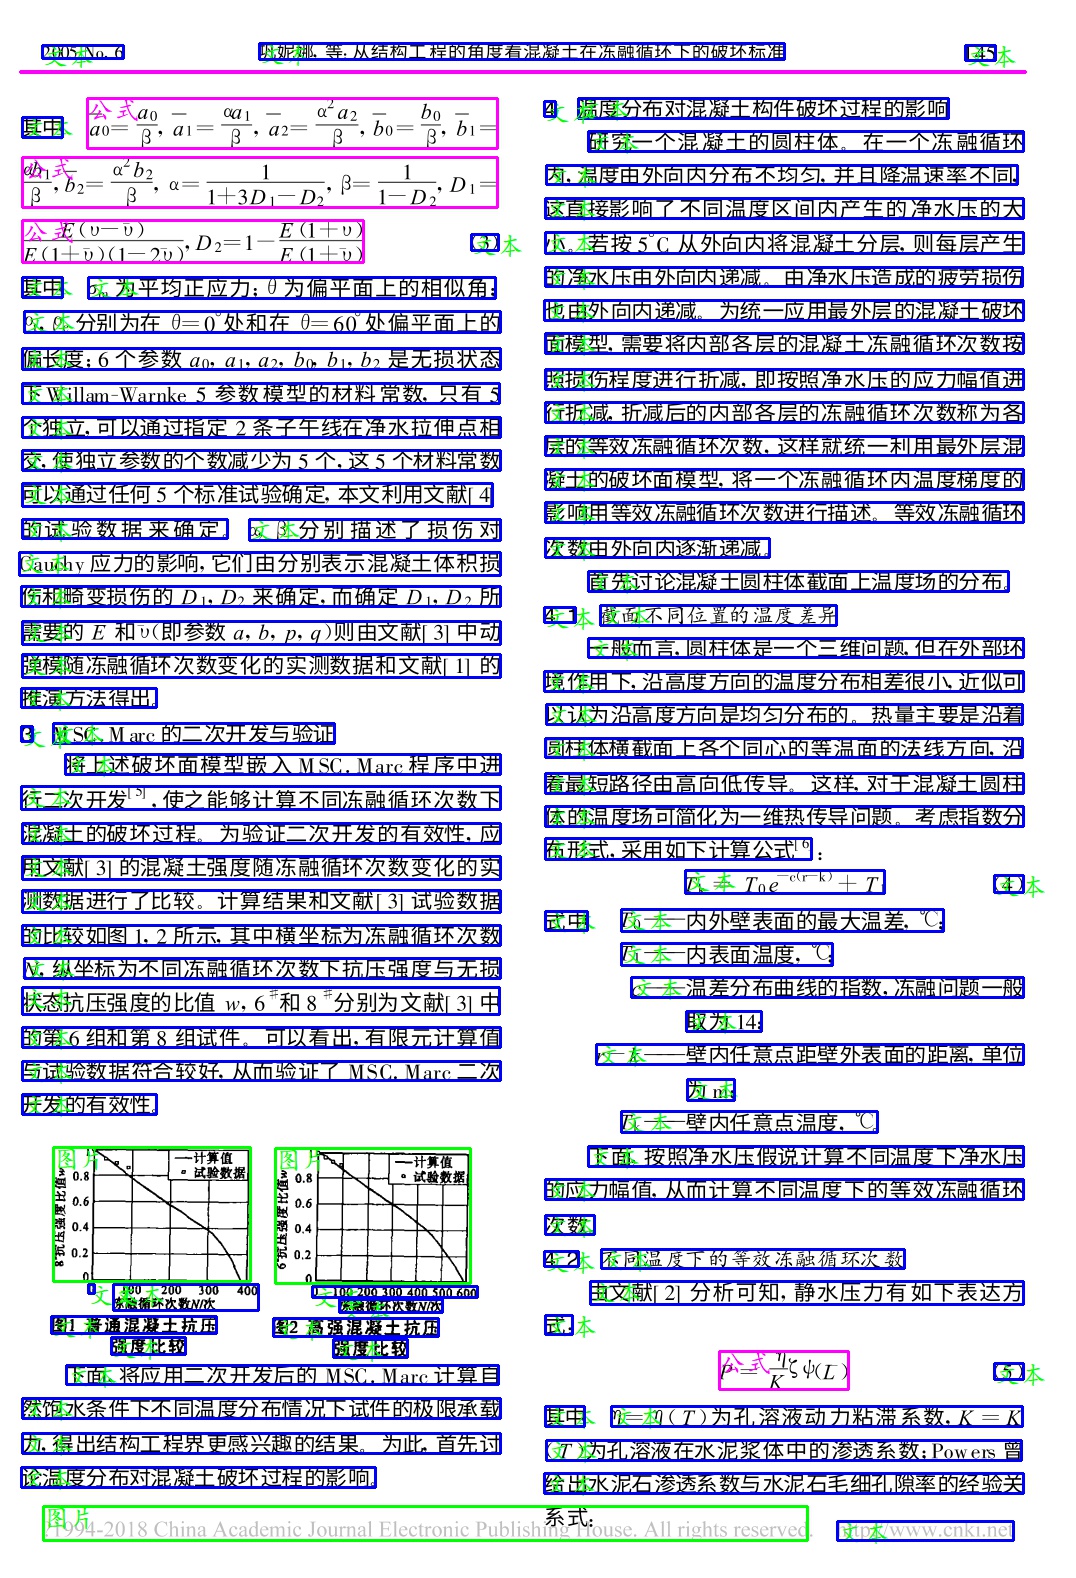 2005 No. 6
等: 从结构工程的角度看混凝土在冻融循环下的破坏标准
45
其中 a̅0= a0/β, a̅1= αa1/β, a̅2= α²a2/β, b̅0= b0/β, b̅1=
αb1/β, b̅2= α²b2/β, α= 1/(1+3D1−D2), β= 1/(1−D2), D1=
E(υ−υ̅)/E(1+υ̅)(1−2υ̅), D2=1− E(1+υ)/E(1+υ̅) (3)
其中 为平均正应力; θ为偏平面上的相似角;
分别为在 θ=0°处和在 θ=60°处偏平面上的
偏长度; 6 个参数 a0, a1, a2, b0, b1, b2 是无损状态
下 Willam-Warnke 5 参数模型的材料常数, 只有 5
个独立, 可以通过指定 2 条子午线在净水拉伸点相
交, 使独立参数的个数减少为 5 个, 这 5 个材料常数
可以通过任何 5 个标准试验确定, 本文利用文献[ 4]
的试验数据来确定。 α, β 分别描述了损伤对
Cauchy 应力的影响, 它们由分别表示混凝土体积损
伤和畸变损伤的 D1, D2 来确定, 而确定 D1, D2 所
需要的 E 和 υ̅(即参数 a, b, p, q)则由文献[ 3] 中动
弹模随冻融循环次数变化的实测数据和文献[ 1] 的
推演方法得出。
3 MSC. Marc 的二次开发与验证
将上述破坏面模型嵌入 MSC. Marc 程序中进
行二次开发[5], 使之能够计算不同冻融循环次数下
混凝土的破坏过程。为验证二次开发的有效性, 应
用文献[ 3] 的混凝土强度随冻融循环次数变化的实
测数据进行了比较。计算结果和文献[ 3] 试验数据
的比较如图 1, 2 所示, 其中横坐标为冻融循环次数
N, 纵坐标为不同冻融循环次数下抗压强度与无损
状态抗压强度的比值 w, 6#和 8#分别为文献[ 3] 中
的第 6 组和第 8 组试件。可以看出, 有限元计算值
与试验数据符合较好, 从而验证了 MSC. Marc 二次
开发的有效性。
计算值
试验数据
8#抗压强度比值w
0.8
0.6
0.4
0.2
0
0 100 200 300 400
冻融循环次数N/次
图1 普通混凝土抗压
强度比较
计算值
试验数据
6#抗压强度比值w
0.8
0.6
0.4
0.2
0
0 100 200 300 400 500 600
冻融循环次数N/次
图2 高强混凝土抗压
强度比较
下面, 将应用二次开发后的 MSC. Marc 计算自
然饱水条件下不同温度分布情况下试件的极限承载
力, 得出结构工程界更感兴趣的结果。为此, 首先讨
论温度分布对混凝土破坏过程的影响。
4 温度分布对混凝土构件破坏过程的影响
研究一个混凝土的圆柱体。在一个冻融循环
内, 温度由外向内分布不均匀, 并且降温速率不同,
这直接影响了不同温度区间内产生的净水压的大
小。若按 5°C 从外向内将混凝土分层, 则每层产生
的净水压由外向内递减。由净水压造成的疲劳损伤
也由外向内递减。为统一应用最外层的混凝土破坏
面模型, 需要将内部各层的混凝土冻融循环次数按
照损伤程度进行折减, 即按照净水压的应力幅值进
行折减, 折减后的内部各层的冻融循环次数称为各
层的等效冻融循环次数, 这样就统一利用最外层混
凝土的破坏面模型, 将一个冻融循环内温度梯度的
影响用等效冻融循环次数进行描述。等效冻融循环
次数由外向内逐渐递减。
首先讨论混凝土圆柱体截面上温度场的分布。
4.1 截面不同位置的温度差异
一般而言, 圆柱体是一个三维问题, 但在外部环
境作用下, 沿高度方向的温度分布相差很小, 近似可
以认为沿高度方向是均匀分布的。热量主要是沿着
圆柱体横截面上各个同心的等温面的法线方向, 沿
着最短路径由高向低传导。这样, 对于混凝土圆柱
体的温度场可简化为一维热传导问题。考虑指数分
布形式, 采用如下计算公式[6]:
= T0e^{−c(r−k)} + T (4)
式中 T0——内外壁表面的最大温差, ℃;
——内表面温度, ℃;
c——温差分布曲线的指数, 冻融问题一般
取为 14;
——壁内任意点距壁外表面的距离, 单位
为 m;
——壁内任意点温度, ℃。
下面, 按照净水压假说计算不同温度下净水压
的应力幅值, 从而计算不同温度下的等效冻融循环
次数。
4.2 不同温度下的等效冻融循环次数
由文献[ 2] 分析可知, 静水压力有如下表达方
式:
P = η/K ζψ(L) (5)
其中 η=η(T)为孔溶液动力粘滞系数, K = K
(T)为孔溶液在水泥浆体中的渗透系数; Powers 曾
给出水泥石渗透系数与水泥石毛细孔隙率的经验关
系式:
1994-2018 China Academic Journal Electronic Publishing House. All rights reserved. http://www.cnki.net